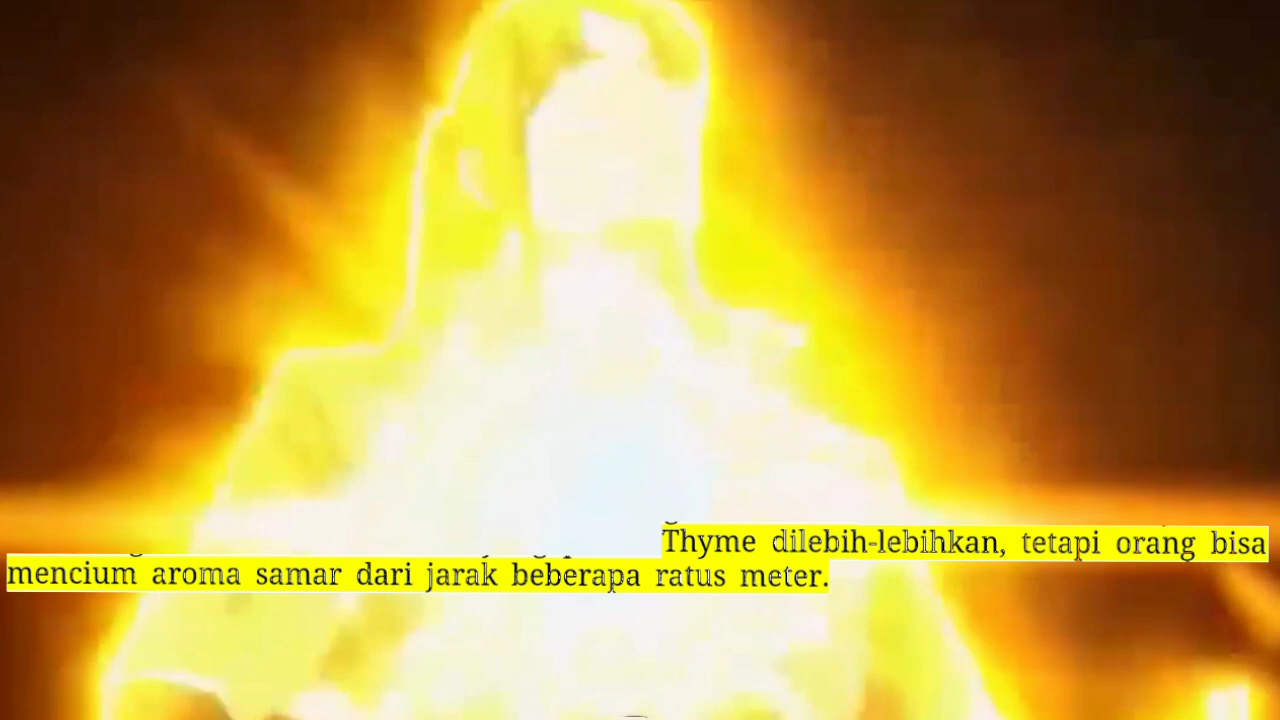 Thyme dilebih-lebihkan, tetapi orang bisa
mencium aroma samar dari jarak beberapa ratus meter.